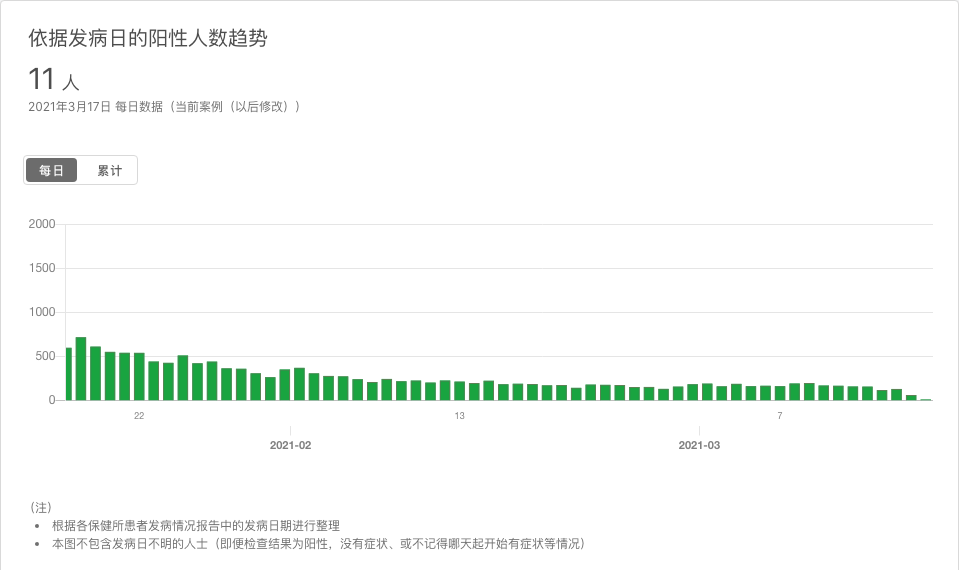 依据发病日的阳性人数趋势
11 人
2021年3月17日 每日数据（当前案例（以后修改））
每日 累计
2000
1500
1000
500
0
22 13 7
2021-02 2021-03
（注）
• 根据各保健所患者发病情况报告中的发病日期进行整理
• 本图不包含发病日不明的人士（即便检查结果为阳性，没有症状、或不记得哪天起开始有症状等情况）